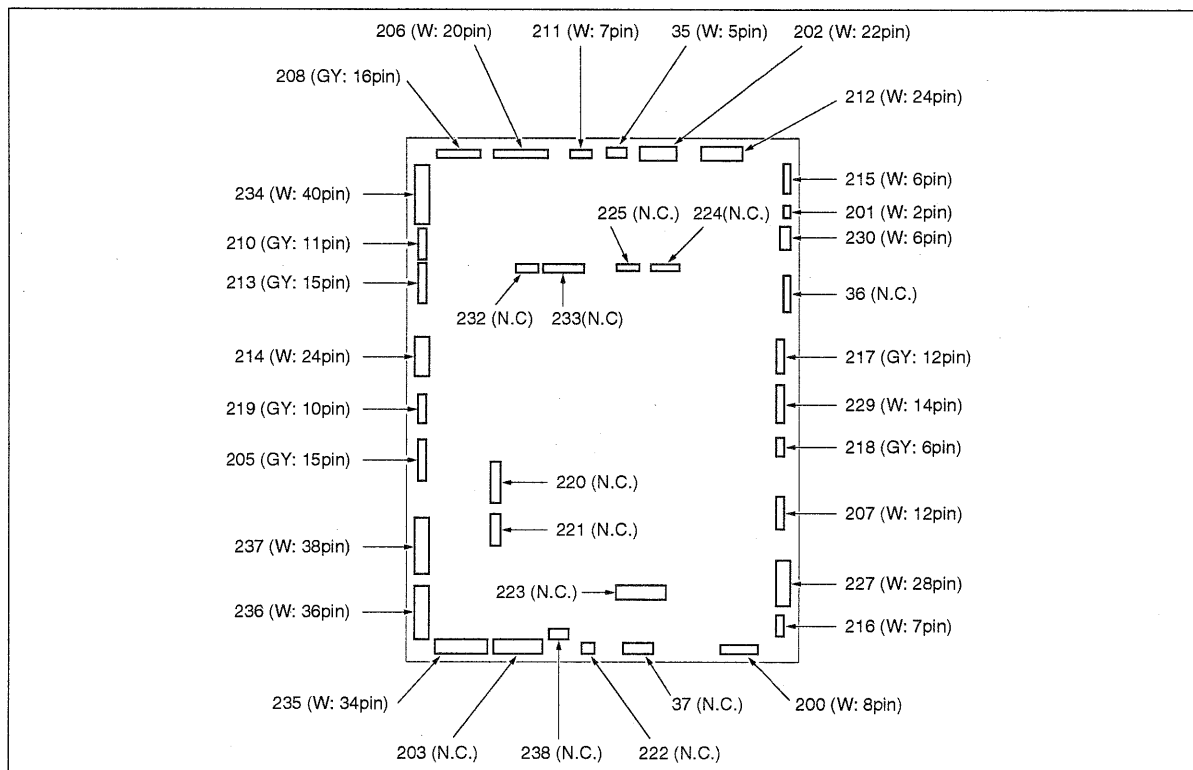 206 (W: 20pin)
211 (W: 7pin)
35 (W: 5pin)
202 (W: 22pin)
208 (GY: 16pin)
212 (W: 24pin)
234 (W: 40pin)
215 (W: 6pin)
201 (W: 2pin)
210 (GY: 11pin)
225 (N.C.)
224(N.C.)
230 (W: 6pin)
213 (GY: 15pin)
36 (N.C.)
232 (N.C)
233(N.C)
214 (W: 24pin)
217 (GY: 12pin)
219 (GY: 10pin)
229 (W: 14pin)
205 (GY: 15pin)
218 (GY: 6pin)
220 (N.C.)
207 (W: 12pin)
221 (N.C.)
237 (W: 38pin)
223 (N.C.)
227 (W: 28pin)
236 (W: 36pin)
216 (W: 7pin)
235 (W: 34pin)
37 (N.C.)
200 (W: 8pin)
203 (N.C.)
238 (N.C.)
222 (N.C.)